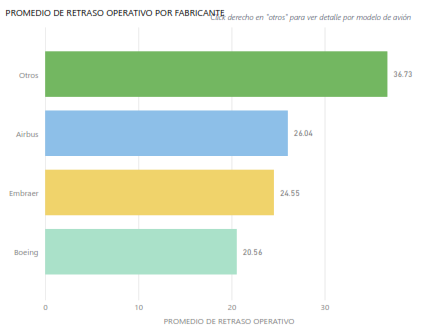 PROMEDIO DE RETRASO OPERATIVO POR FABRICANTE
Click derecho en "otros" para ver detalle por modelo de avión
Otros
36.73
Airbus
26.04
Embraer
24.55
Boeing
20.56
0
10
20
30
PROMEDIO DE RETRASO OPERATIVO